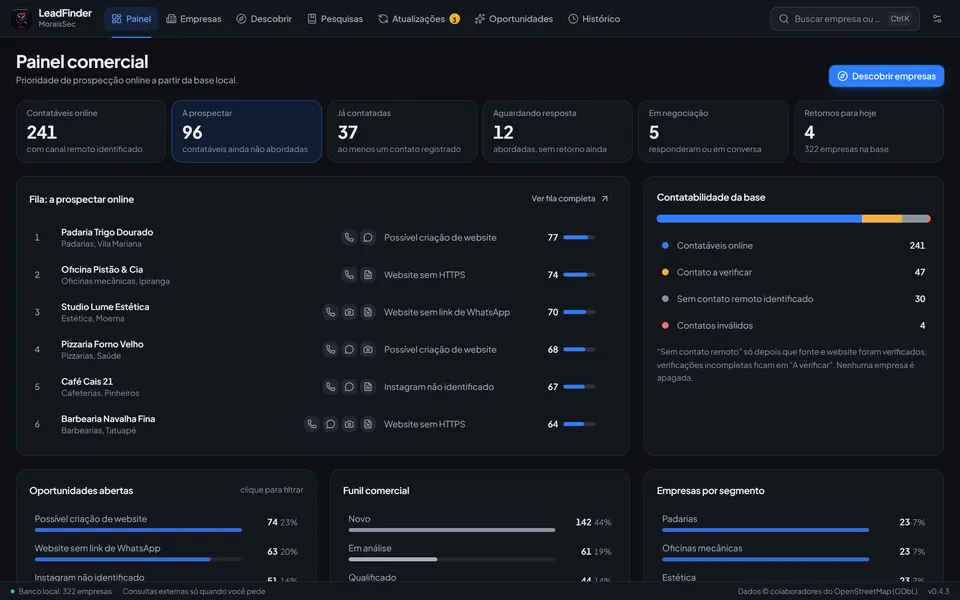 LeadFinder
MoraisSec
Painel
Empresas
Descobrir
Pesquisas
Atualizações 3
Oportunidades
Histórico
Buscar empresa ou ... Ctrl K
Painel comercial
Prioridade de prospecção online a partir da base local.
Descobrir empresas
Contatáveis online
241
com canal remoto identificado
A prospectar
96
contatáveis ainda não abordadas
Já contatadas
37
ao menos um contato registrado
Aguardando resposta
12
abordadas, sem retorno ainda
Em negociação
5
responderam ou em conversa
Retornos para hoje
4
322 empresas na base
Fila: a prospectar online
Ver fila completa
1 Padaria Trigo Dourado
Padarias, Vila Mariana
Possível criação de website 77
2 Oficina Pistão & Cia
Oficinas mecânicas, Ipiranga
Website sem HTTPS 74
3 Studio Lume Estética
Estética, Moema
Website sem link de WhatsApp 70
4 Pizzaria Forno Velho
Pizzarias, Saúde
Possível criação de website 68
5 Café Cais 21
Cafeterias, Pinheiros
Instagram não identificado 67
6 Barbearia Navalha Fina
Barbearias, Tatuapé
Website sem HTTPS 64
Contatabilidade da base
Contatáveis online 241
Contato a verificar 47
Sem contato remoto identificado 30
Contatos inválidos 4
"Sem contato remoto" só depois que fonte e website foram verificados;
verificações incompletas ficam em "A verificar". Nenhuma empresa é
apagada.
Oportunidades abertas
clique para filtrar
Possível criação de website 74 23%
Website sem link de WhatsApp 63 20%
Instagram não identificado 51 16%
Funil comercial
Novo 142 44%
Em análise 61 19%
Qualificado 44 14%
Empresas por segmento
Padarias 23 7%
Oficinas mecânicas 23 7%
Estética 23 7%
Banco local: 322 empresas
Consultas externas só quando você pede
Dados © colaboradores do OpenStreetMap (ODbL)
v0.4.3